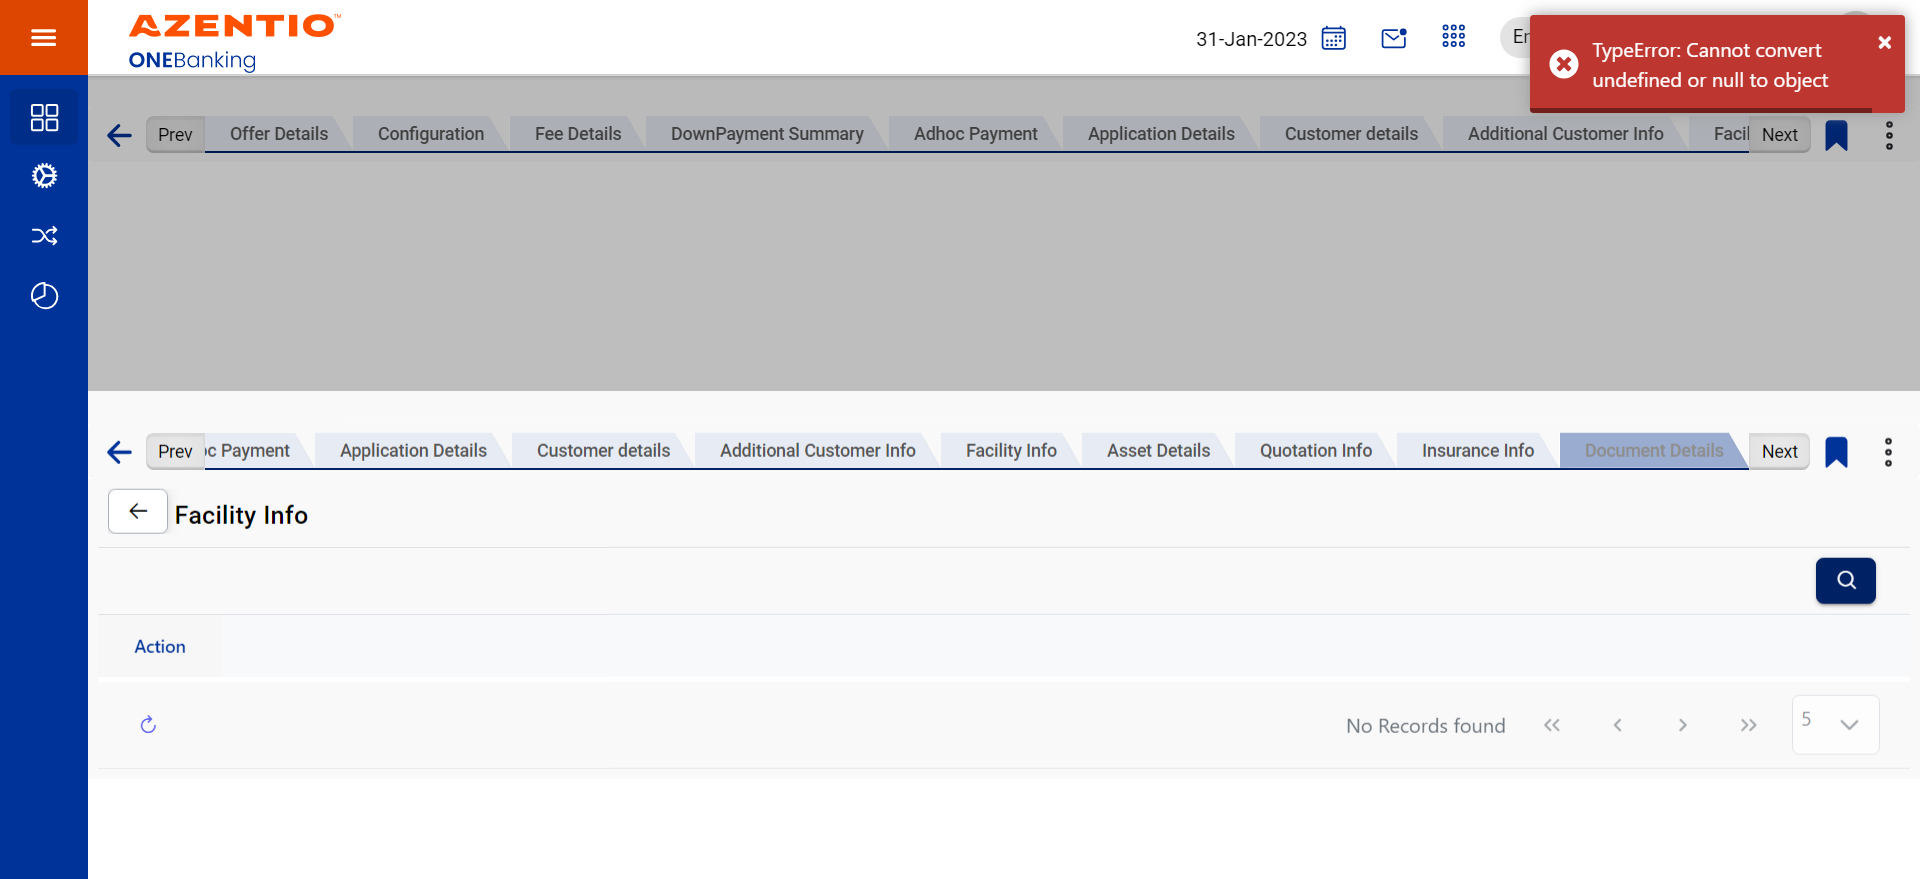 AZENTIO™
ONEBanking
31-Jan-2023
TypeError: Cannot convert
undefined or null to object
Prev
Offer Details
Configuration
Fee Details
DownPayment Summary
Adhoc Payment
Application Details
Customer details
Additional Customer Info
Next
Prev
Payment
Application Details
Customer details
Additional Customer Info
Facility Info
Asset Details
Quotation Info
Insurance Info
Document Details
Next
Facility Info
Action
No Records found
5